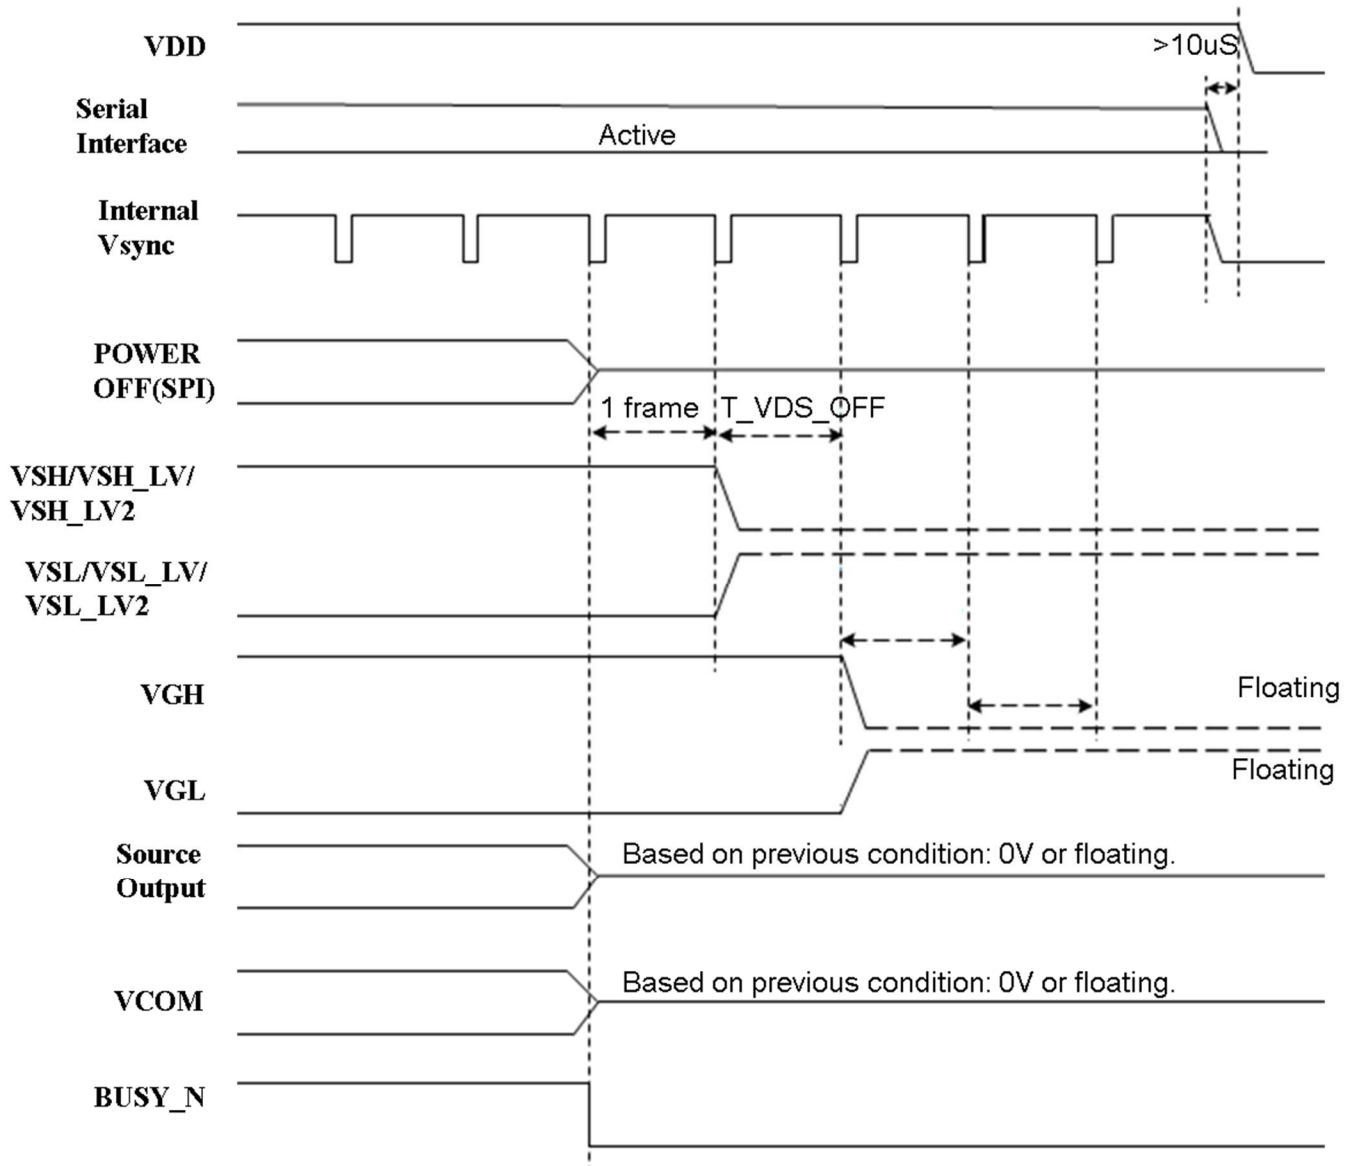 VDD
>10uS
Serial
Interface
Active
Internal
Vsync
POWER
OFF(SPI)
1 frame
T_VDS_OFF
VSH/VSH_LV/
VSH_LV2
VSL/VSL_LV/
VSL_LV2
VGH
Floating
Floating
VGL
Source
Output
Based on previous condition: 0V or floating.
VCOM
Based on previous condition: 0V or floating.
BUSY_N